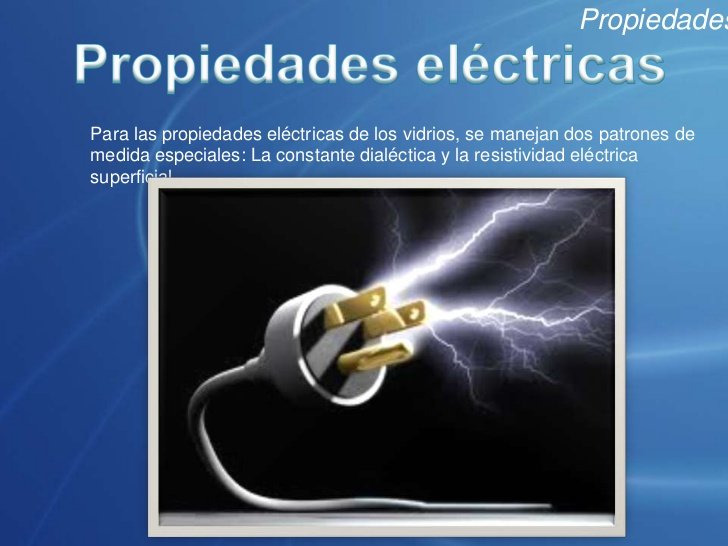 Propiedades
Propiedades eléctricas
Para las propiedades eléctricas de los vidrios, se manejan dos patrones de
medida especiales: La constante dialéctica y la resistividad eléctrica
superficial